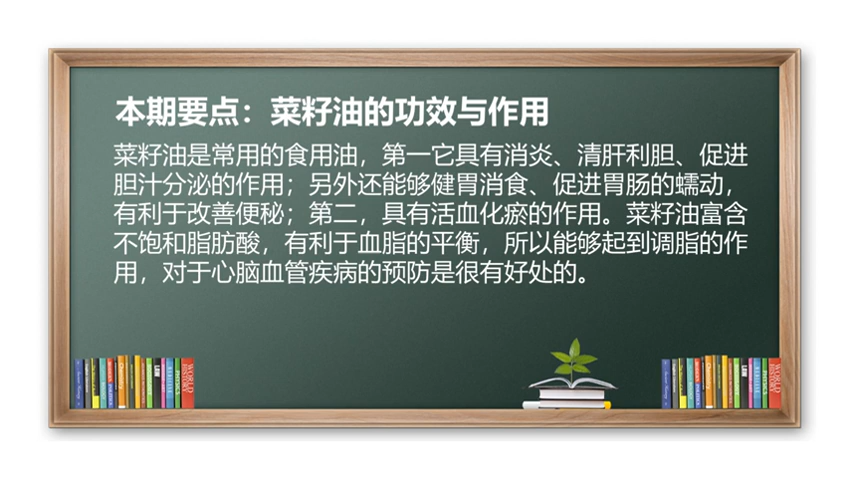 本期要点：菜籽油的功效与作用
菜籽油是常用的食用油，第一它具有消炎、清肝利胆、促进
胆汁分泌的作用；另外还能够健胃消食、促进胃肠的蠕动，
有利于改善便秘；第二，具有活血化瘀的作用。菜籽油富含
不饱和脂肪酸，有利于血脂的平衡，所以能够起到调脂的作
用，对于心脑血管疾病的预防是很有好处的。
WORLD HISTORY
WORLD HISTORY